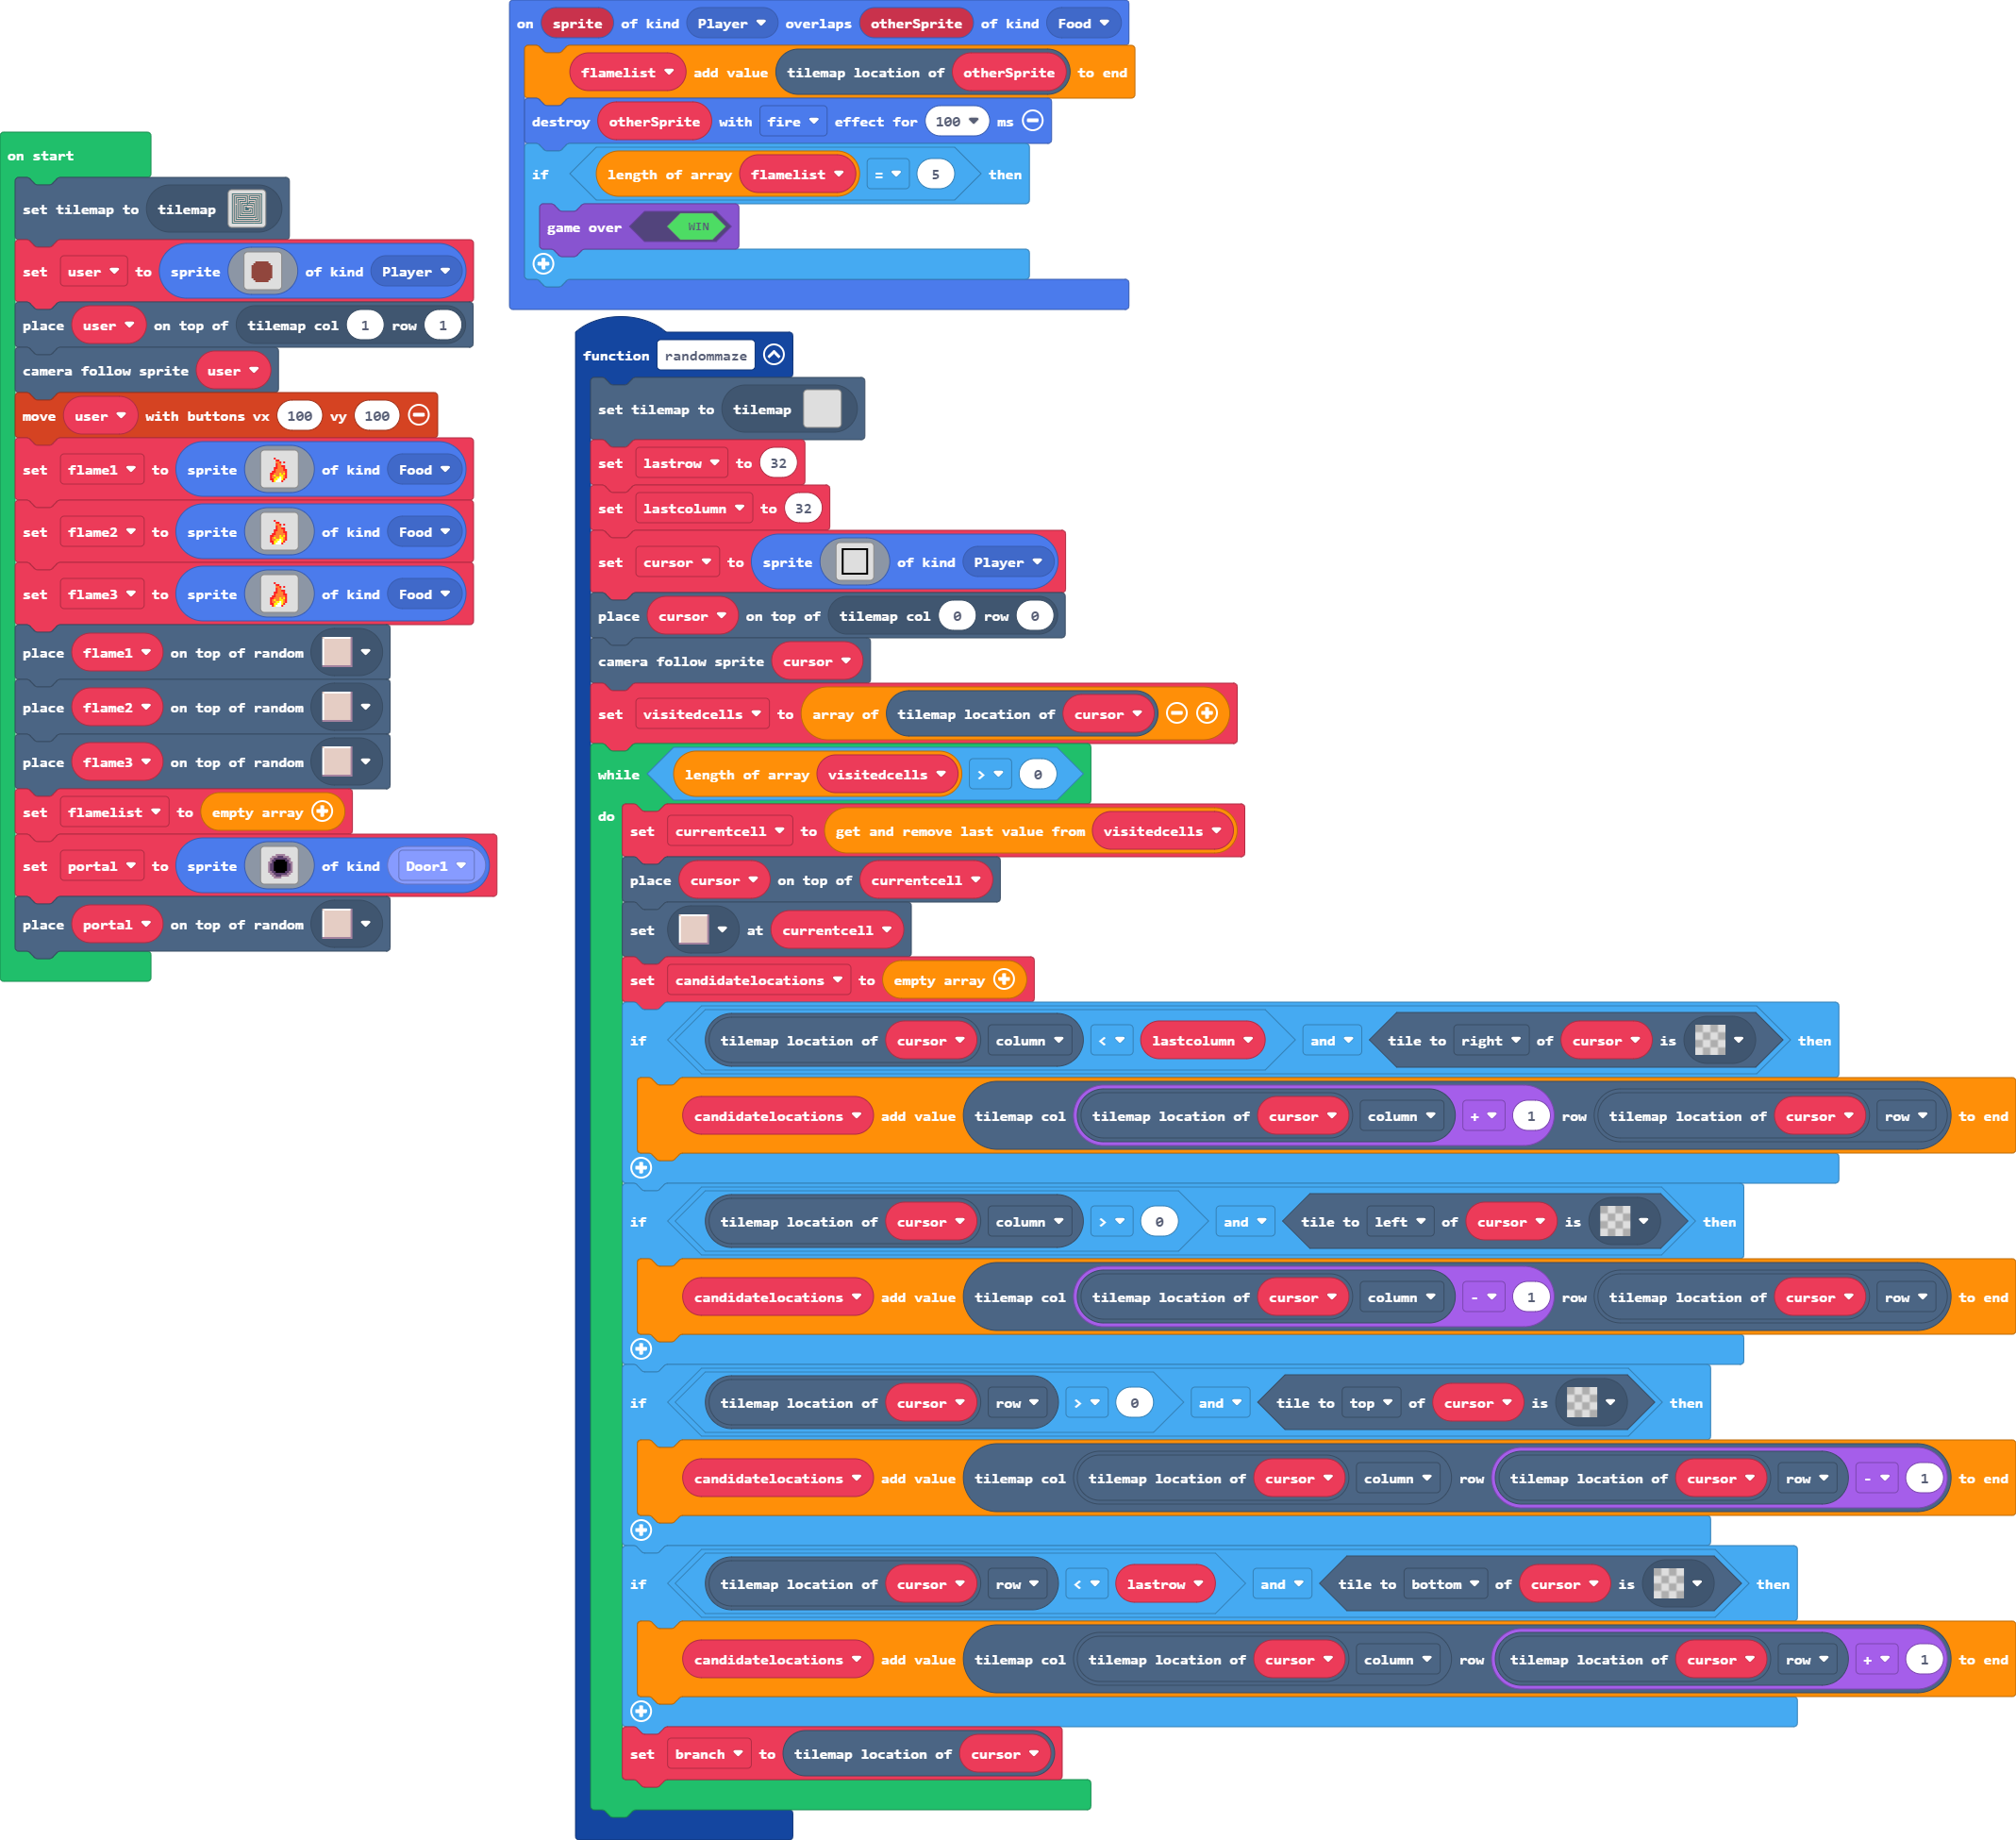 on start
set tilemap to tilemap
set user to sprite of kind Player
place user on top of tilemap col 1 row 1
camera follow sprite user
move user with buttons vx 100 vy 100
set flame1 to sprite of kind Food
set flame2 to sprite of kind Food
set flame3 to sprite of kind Food
place flame1 on top of random
place flame2 on top of random
place flame3 on top of random
set flamelist to empty array
set portal to sprite of kind Door1
place portal on top of random
on sprite of kind Player overlaps otherSprite of kind Food
flamelist add value tilemap location of otherSprite to end
destroy otherSprite with fire effect for 100 ms
if length of array flamelist = 5 then
game over WIN
function randommaze
set tilemap to tilemap
set lastrow to 32
set lastcolumn to 32
set cursor to sprite of kind Player
place cursor on top of tilemap col 0 row 0
camera follow sprite cursor
set visitedcells to array of tilemap location of cursor
while length of array visitedcells > 0
do
set currentcell to get and remove last value from visitedcells
place cursor on top of currentcell
set at currentcell
set candidatelocations to empty array
if tilemap location of cursor column < lastcolumn and tile to right of cursor is then
candidatelocations add value tilemap col tilemap location of cursor column + 1 row tilemap location of cursor row to end
if tilemap location of cursor column > 0 and tile to left of cursor is then
candidatelocations add value tilemap col tilemap location of cursor column - 1 row tilemap location of cursor row to end
if tilemap location of cursor row > 0 and tile to top of cursor is then
candidatelocations add value tilemap col tilemap location of cursor column row tilemap location of cursor row - 1 to end
if tilemap location of cursor row < lastrow and tile to bottom of cursor is then
candidatelocations add value tilemap col tilemap location of cursor column row tilemap location of cursor row + 1 to end
set branch to tilemap location of cursor